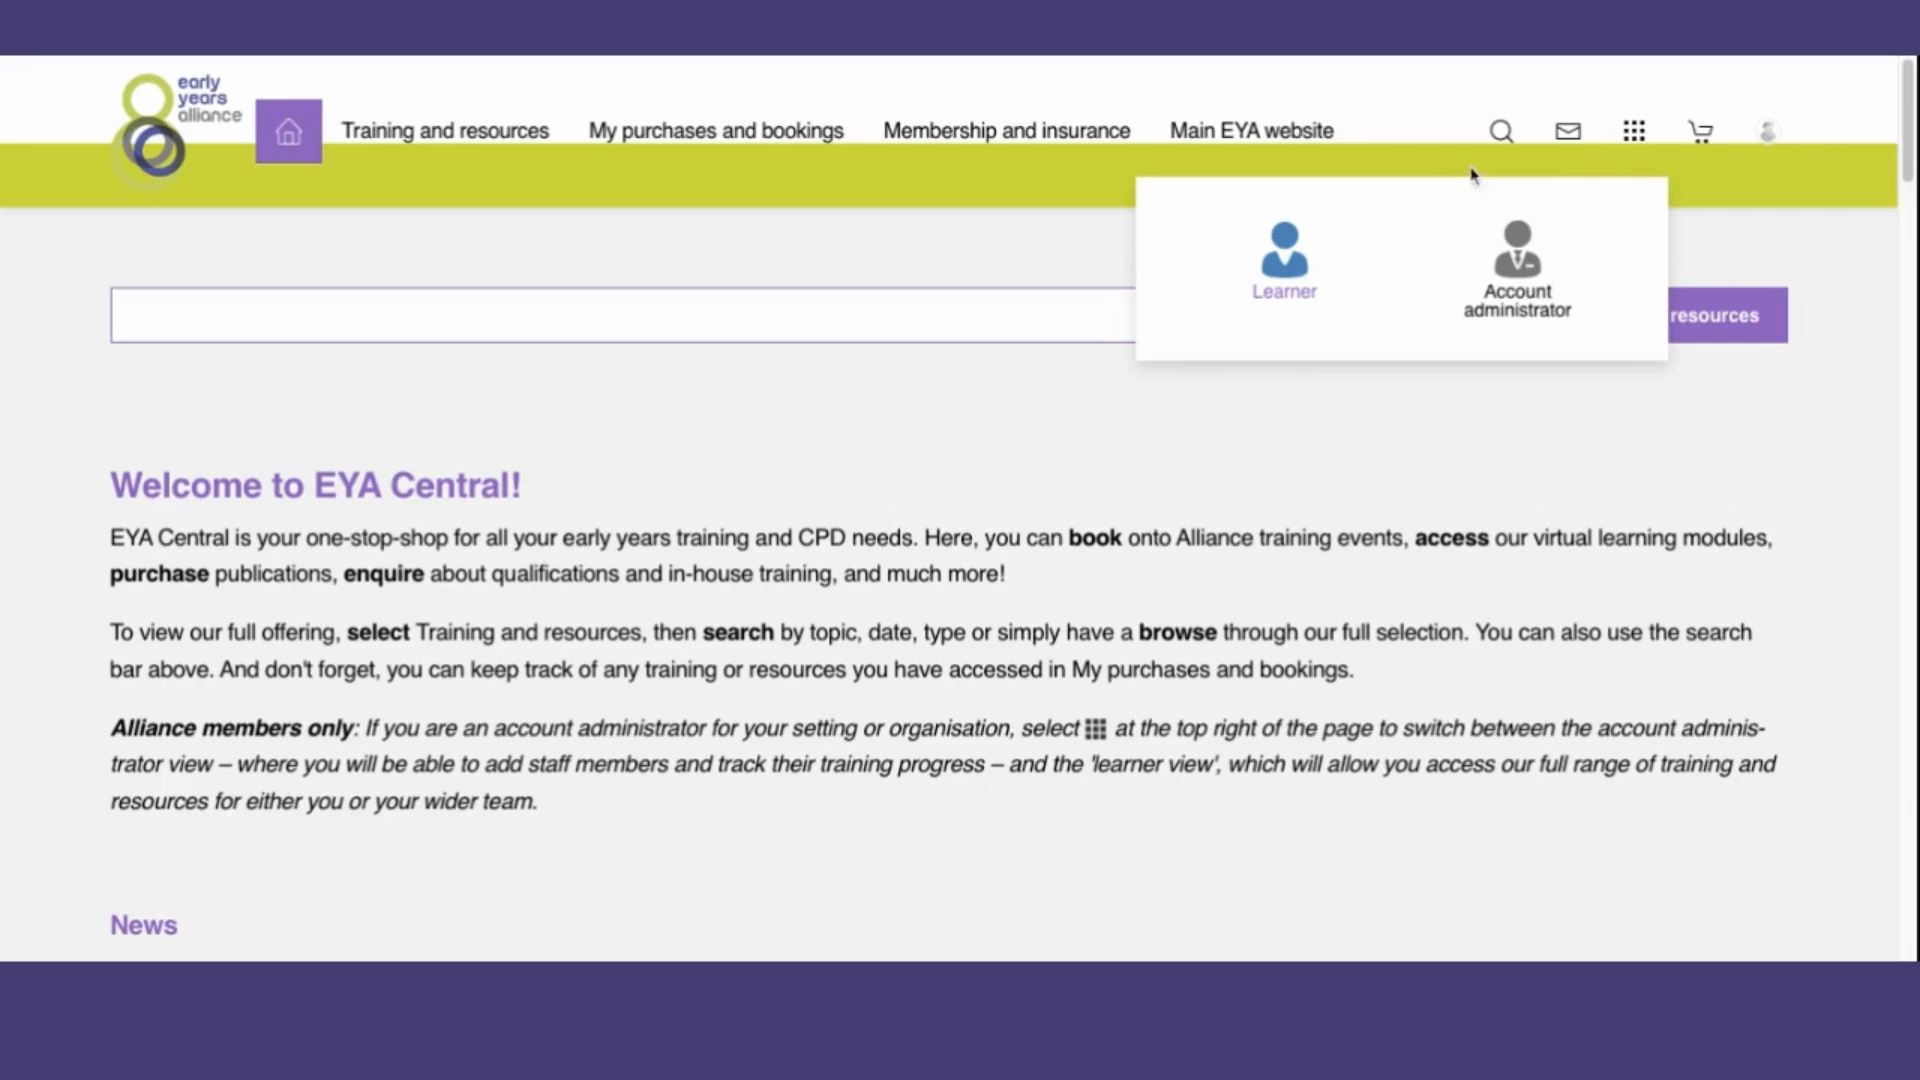 early
years
alliance
Training and resources My purchases and bookings Membership and insurance Main EYA website
Learner
Account
administrator
resources
Welcome to EYA Central!
EYA Central is your one-stop-shop for all your early years training and CPD needs. Here, you can book onto Alliance training events, access our virtual learning modules,
purchase publications, enquire about qualifications and in-house training, and much more!
To view our full offering, select Training and resources, then search by topic, date, type or simply have a browse through our full selection. You can also use the search
bar above. And don't forget, you can keep track of any training or resources you have accessed in My purchases and bookings.
Alliance members only: If you are an account administrator for your setting or organisation, select at the top right of the page to switch between the account adminis-
trator view – where you will be able to add staff members and track their training progress – and the 'learner view', which will allow you access our full range of training and
resources for either you or your wider team.
News